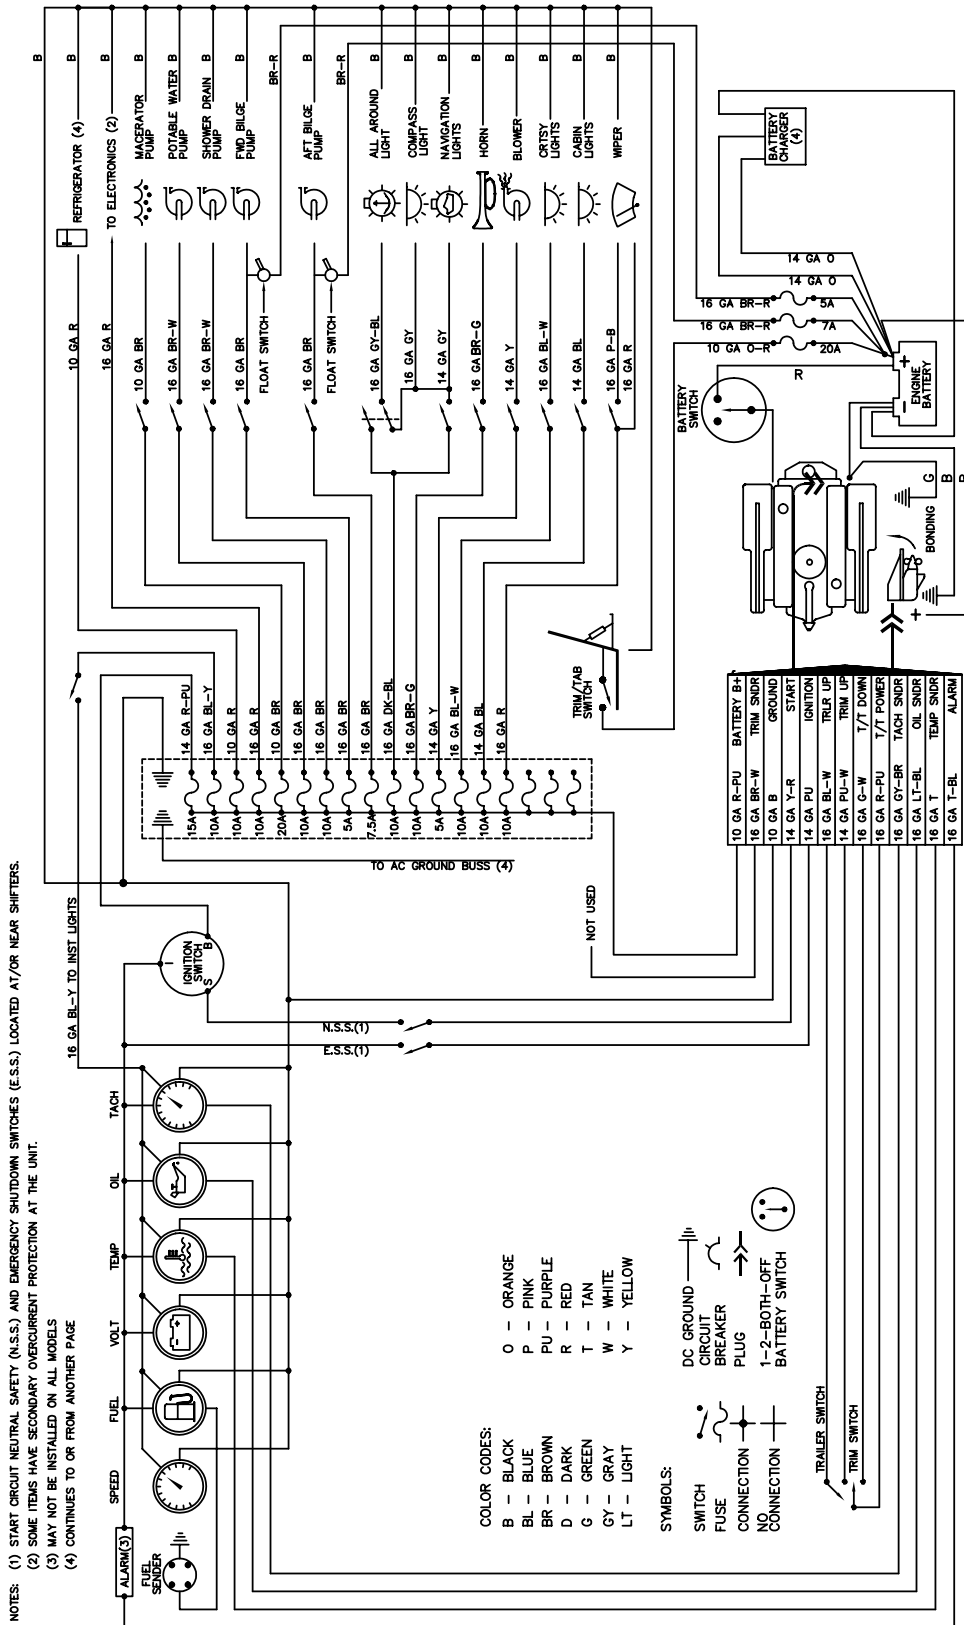 NOTES: (1) START CIRCUIT NEUTRAL SAFETY (N.S.S.) AND EMERGENCY SHUTDOWN SWITCHES (E.S.S.) LOCATED AT/OR NEAR SHIFTERS.
(2) SOME ITEMS HAVE SECONDARY OVERCURRENT PROTECTION AT THE UNIT.
(3) MAY NOT BE INSTALLED ON ALL MODELS
(4) CONTINUES TO OR FROM ANOTHER PAGE
ALARM(3)
FUEL
SENDER
SPEED
FUEL
VOLT
TEMP
OIL
TACH
16 GA BL-Y TO INST LIGHTS
IGNITION
SWITCH
I
B
S
N.S.S.(1)
E.S.S.(1)
TO AC GROUND BUSS (4)
NOT USED
15A
10A
10A
10A
20A
10A
10A
5A
7.5A
10A
10A
5A
10A
10A
10A
14 GA R-PU
16 GA BL-Y
10 GA R
16 GA R
10 GA BR
16 GA BR
16 GA BR
16 GA BR
16 GA BR
16 GA DK-BL
16 GA BR-G
14 GA Y
16 GA BL-W
14 GA BL
16 GA R
10 GA R
16 GA R
10 GA BR
16 GA BR-W
16 GA BR-W
16 GA BR
FLOAT SWITCH
16 GA BR
FLOAT SWITCH
16 GA GY-BL
16 GA GY
14 GA GY
16 GA BR-G
14 GA Y
16 GA BL-W
14 GA BL
16 GA P-B
16 GA R
REFRIGERATOR (4)
TO ELECTRONICS (2)
MACERATOR
PUMP
POTABLE WATER
PUMP
SHOWER DRAIN
PUMP
FWD BILGE
PUMP
AFT BILGE
PUMP
ALL AROUND
LIGHT
COMPASS
LIGHT
NAVIGATION
LIGHTS
HORN
BLOWER
CRTSY
LIGHTS
CABIN
LIGHTS
WIPER
B
B
B
B
B
B
B
BR-R
B
BR-R
B
B
B
B
B
B
B
B
BATTERY
CHARGER
(4)
14 GA O
14 GA O
16 GA BR-R
5A
16 GA BR-R
7A
10 GA O-R
20A
R
BATTERY
SWITCH
+
-
ENGINE
BATTERY
G
B
R
BONDING
+
TRIM/TAB
SWITCH
10 GA R-PU BATTERY B+
16 GA BR-W TRIM SNDR
10 GA B GROUND
14 GA Y-R START
14 GA PU IGNITION
16 GA BL-W TRLR UP
14 GA PU-W TRIM UP
16 GA G-W T/T DOWN
16 GA R-PU T/T POWER
16 GA GY-BR TACH SNDR
16 GA LT-BL OIL SNDR
16 GA T TEMP SNDR
16 GA T-BL ALARM
COLOR CODES:
B - BLACK
BL - BLUE
BR - BROWN
D - DARK
G - GREEN
GY - GRAY
LT - LIGHT
O - ORANGE
P - PINK
PU - PURPLE
R - RED
T - TAN
W - WHITE
Y - YELLOW
SYMBOLS:
SWITCH
FUSE
CONNECTION
NO
CONNECTION
DC GROUND
CIRCUIT
BREAKER
PLUG
1-2-BOTH-OFF
BATTERY SWITCH
TRAILER SWITCH
TRIM SWITCH